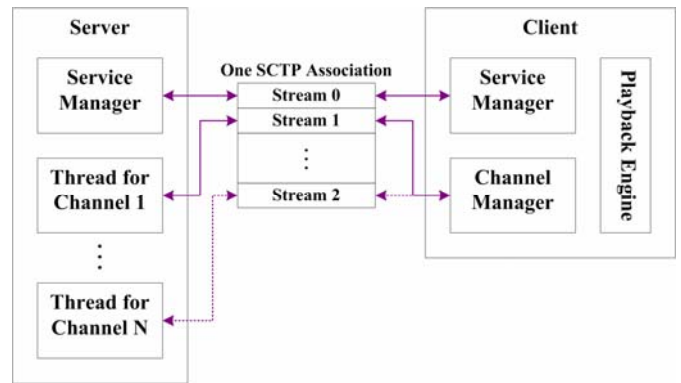 Server
Service
Manager
Thread for
Channel 1
Thread for
Channel N
One SCTP Association
Stream 0
Stream 1
Stream 2
Client
Service
Manager
Channel
Manager
Playback Engine